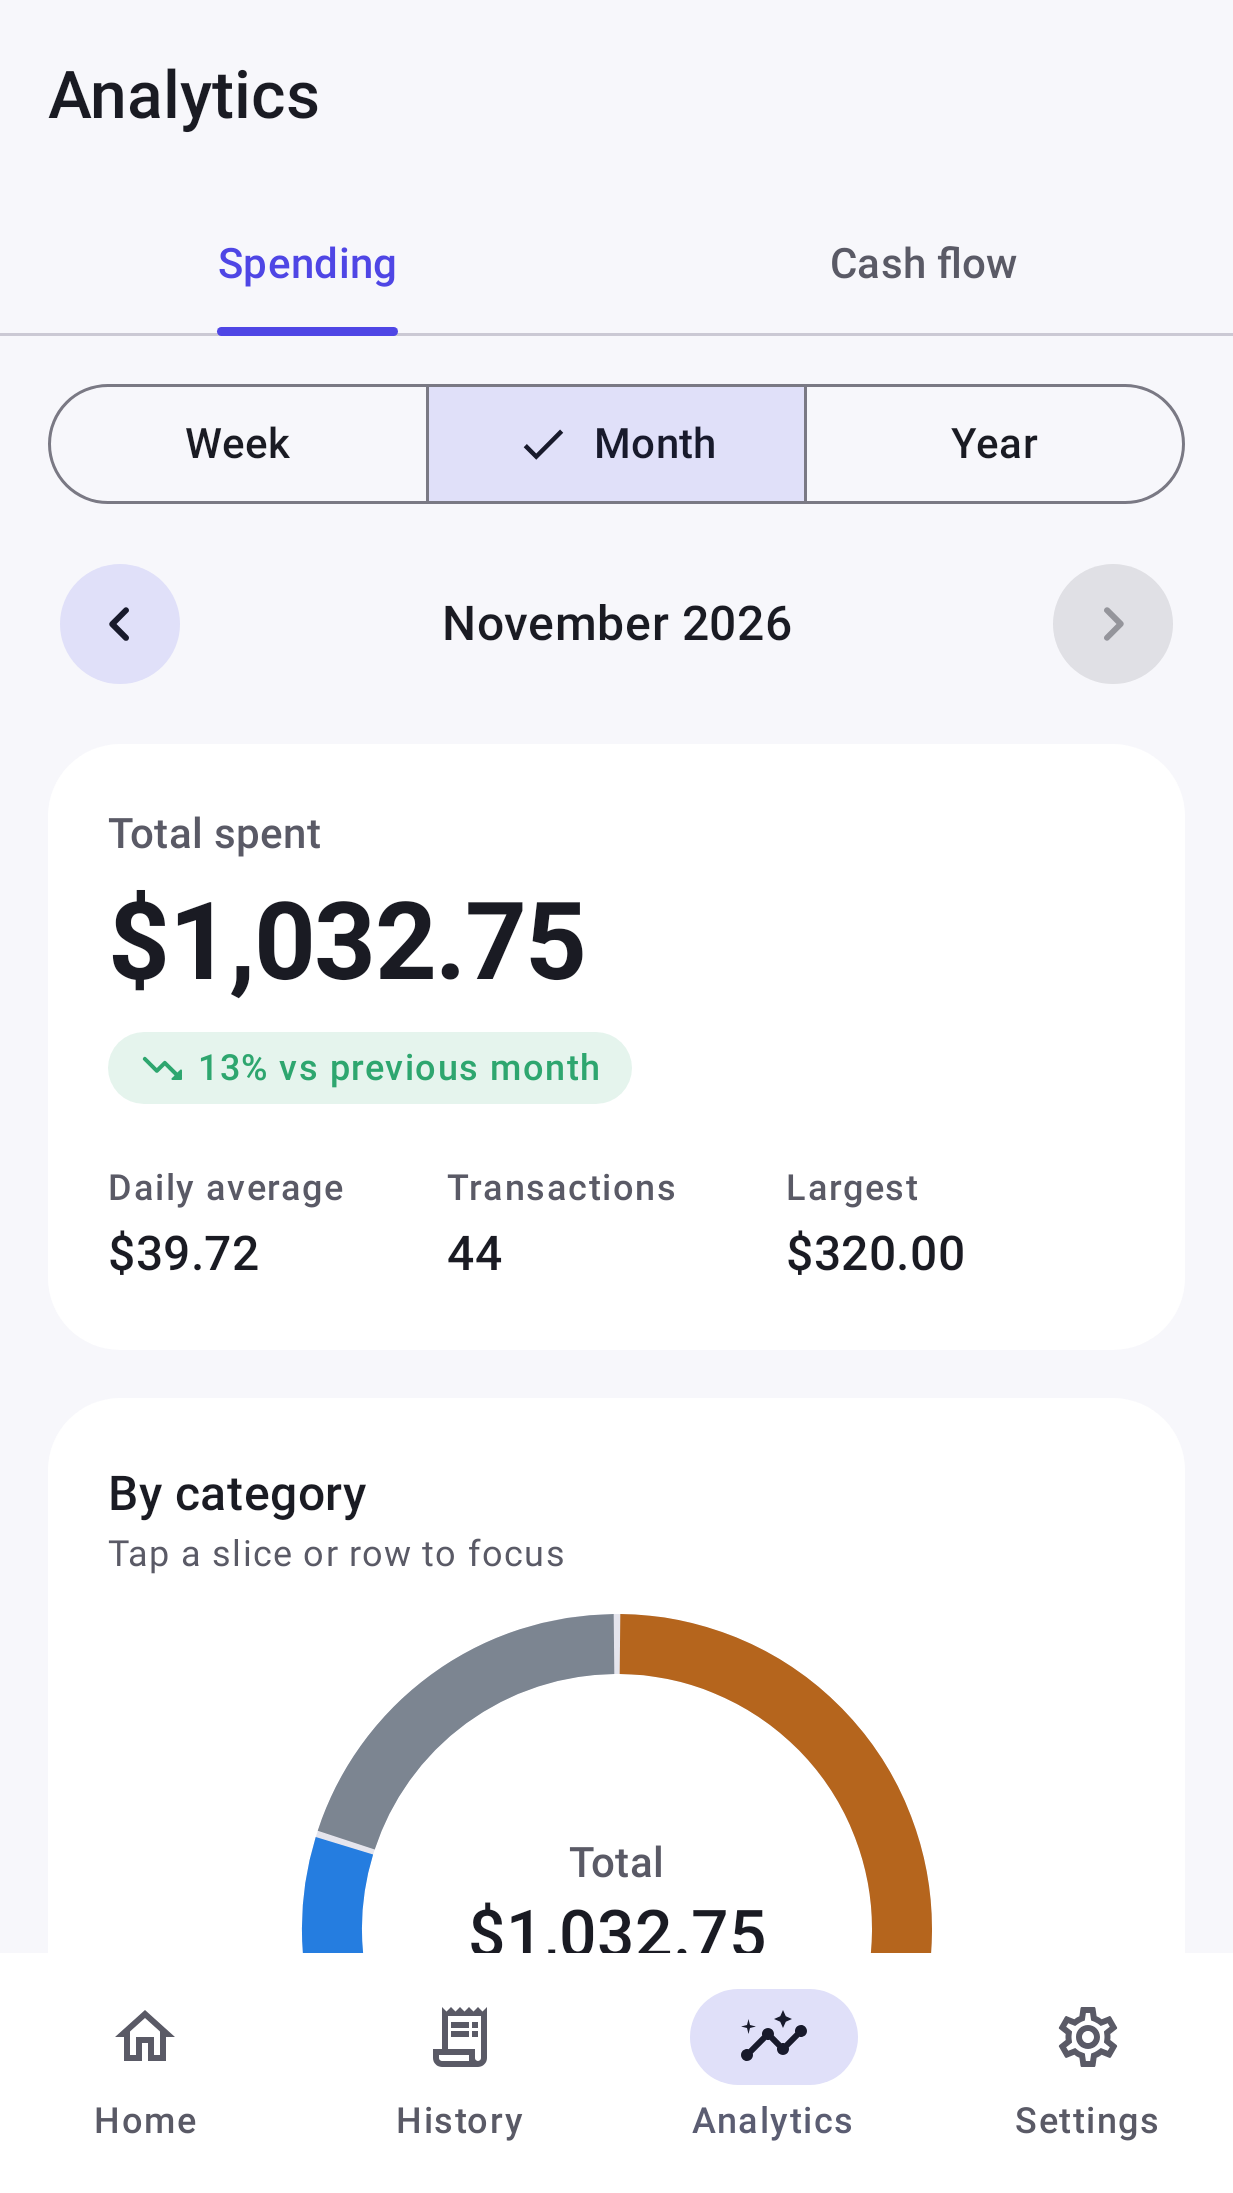 Analytics
Spending
Cash flow
Week
Month
Year
November 2026
Total spent
$1,032.75
13% vs previous month
Daily average
Transactions
Largest
$39.72
44
$320.00
By category
Tap a slice or row to focus
Total
$1,032.75
Home
History
Analytics
Settings